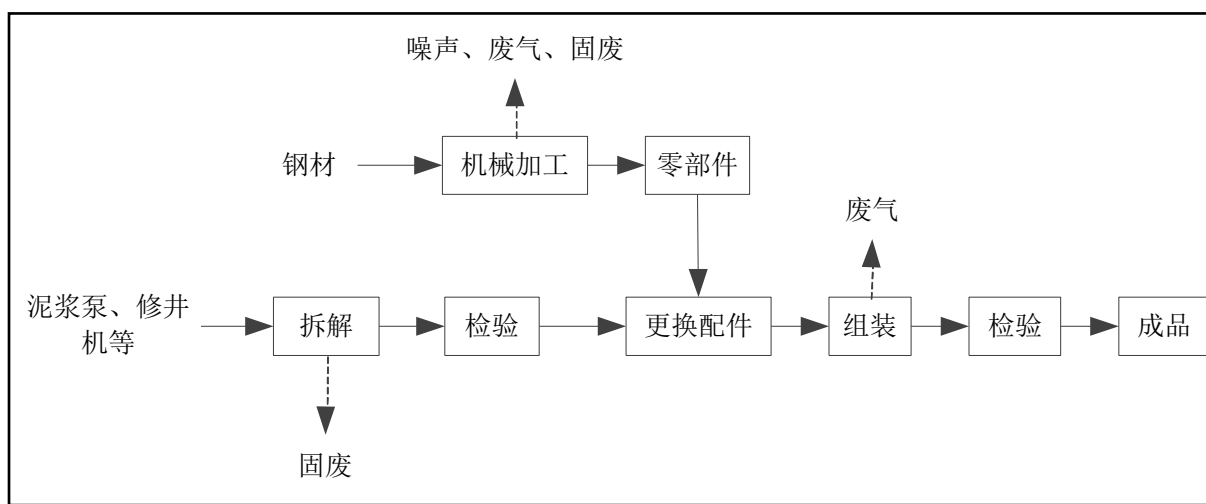 噪声、废气、固废
钢材
机械加工
零部件
废气
泥浆泵、修井
机等
拆解
检验
更换配件
组装
检验
成品
固废